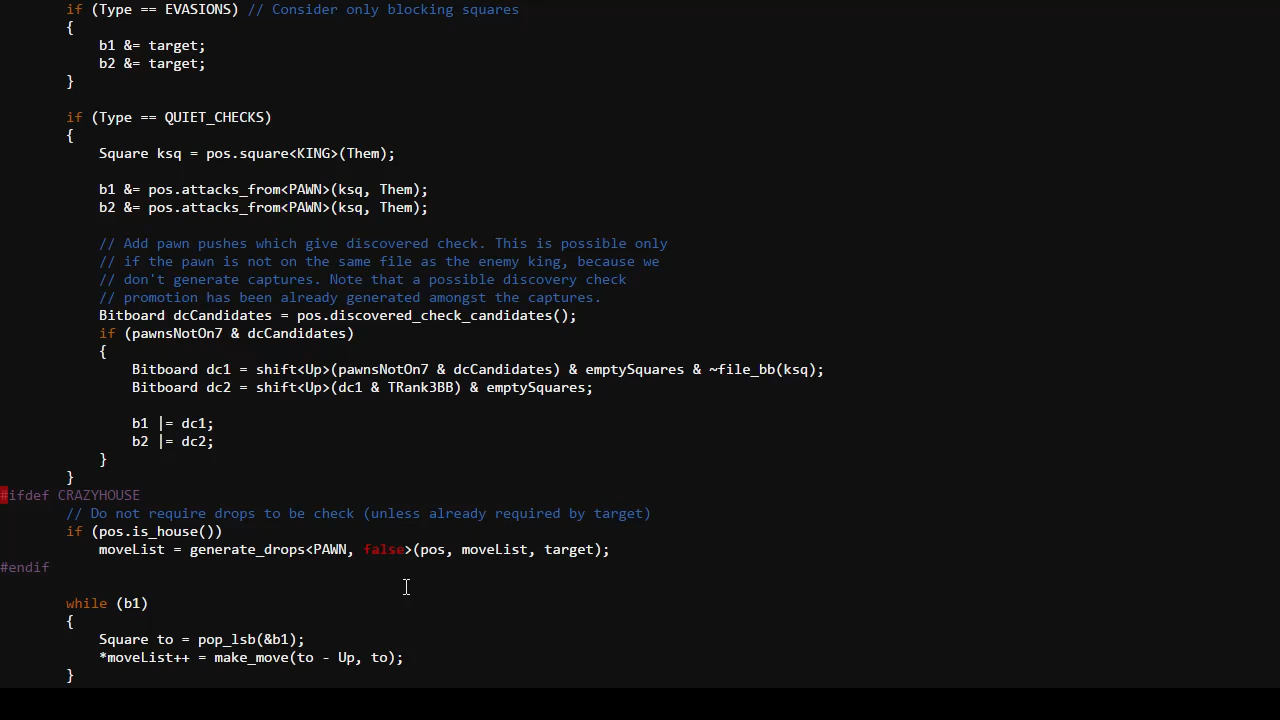 if (Type == EVASIONS) // Consider only blocking squares
{
b1 &= target;
b2 &= target;
}
if (Type == QUIET_CHECKS)
{
Square ksq = pos.square<KING>(Them);
b1 &= pos.attacks_from<PAWN>(ksq, Them);
b2 &= pos.attacks_from<PAWN>(ksq, Them);
// Add pawn pushes which give discovered check. This is possible only
// if the pawn is not on the same file as the enemy king, because we
// don't generate captures. Note that a possible discovery check
// promotion has been already generated amongst the captures.
Bitboard dcCandidates = pos.discovered_check_candidates();
if (pawnsNotOn7 & dcCandidates)
{
Bitboard dc1 = shift<Up>(pawnsNotOn7 & dcCandidates) & emptySquares & ~file_bb(ksq);
Bitboard dc2 = shift<Up>(dc1 & TRank3BB) & emptySquares;
b1 |= dc1;
b2 |= dc2;
}
}
#ifdef CRAZYHOUSE
// Do not require drops to be check (unless already required by target)
if (pos.is_house())
moveList = generate_drops<PAWN, false>(pos, moveList, target);
#endif
while (b1)
{
Square to = pop_lsb(&b1);
*moveList++ = make_move(to - Up, to);
}